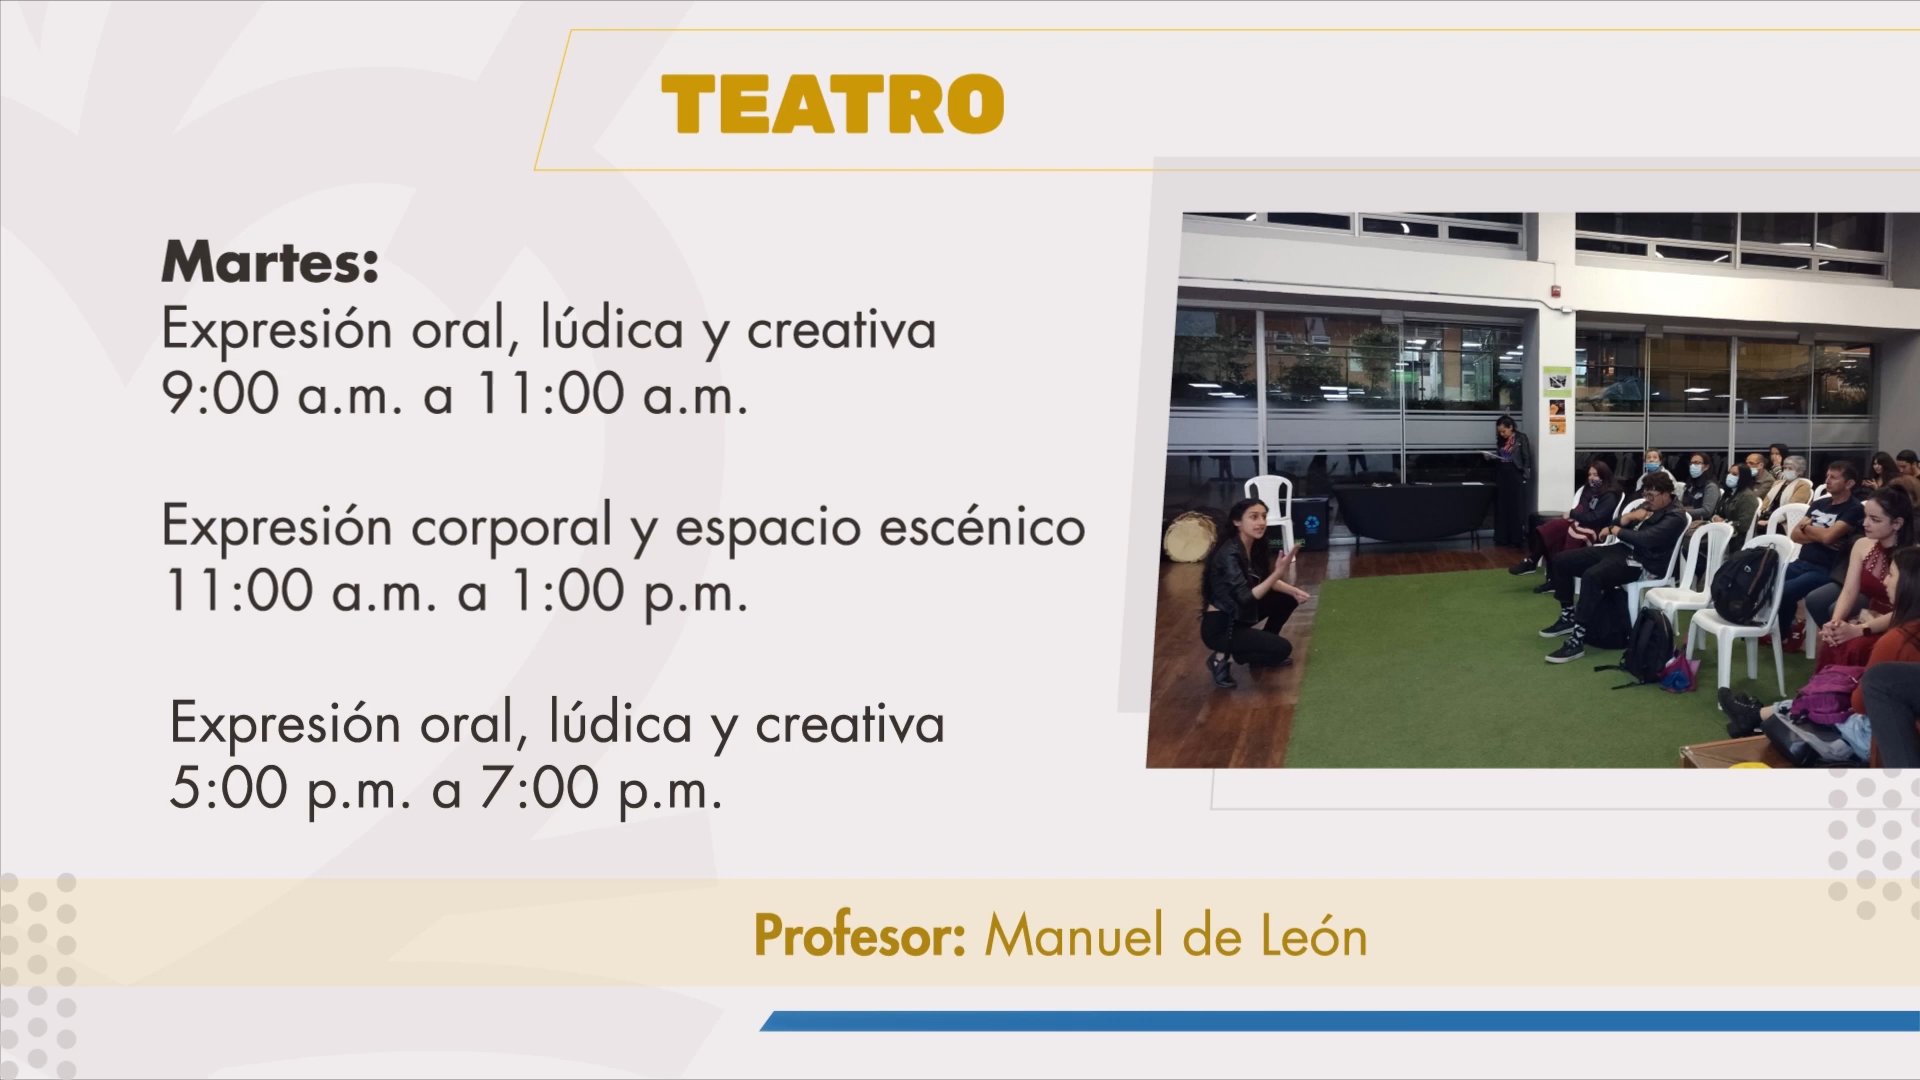 TEATRO
Martes:
Expresión oral, lúdica y creativa
9:00 a.m. a 11:00 a.m.
Expresión corporal y espacio escénico
11:00 a.m. a 1:00 p.m.
Expresión oral, lúdica y creativa
5:00 p.m. a 7:00 p.m.
Profesor: Manuel de León